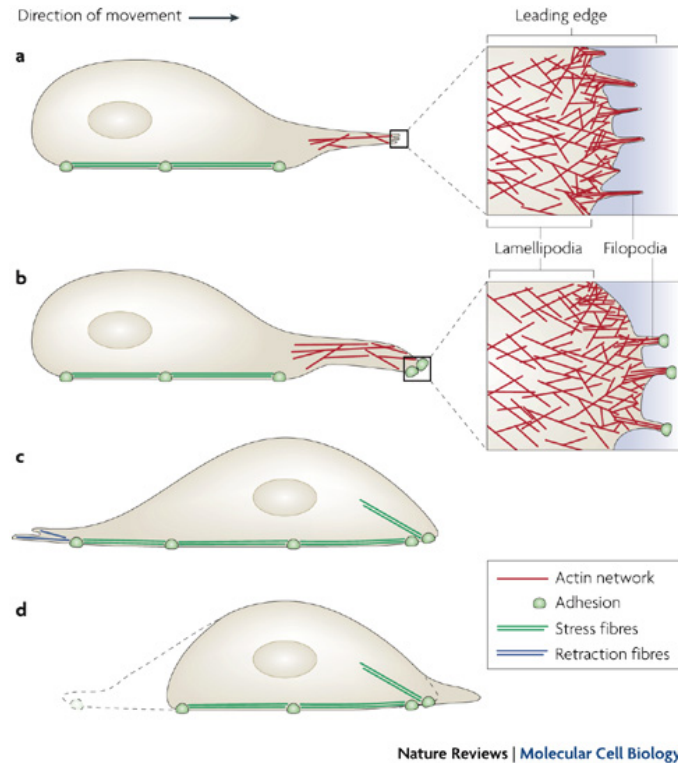 Direction of movement
Leading edge
a
Lamellipodia
Filopodia
b
c
Actin network
Adhesion
Stress fibres
Retraction fibres
d
Nature Reviews | Molecular Cell Biology